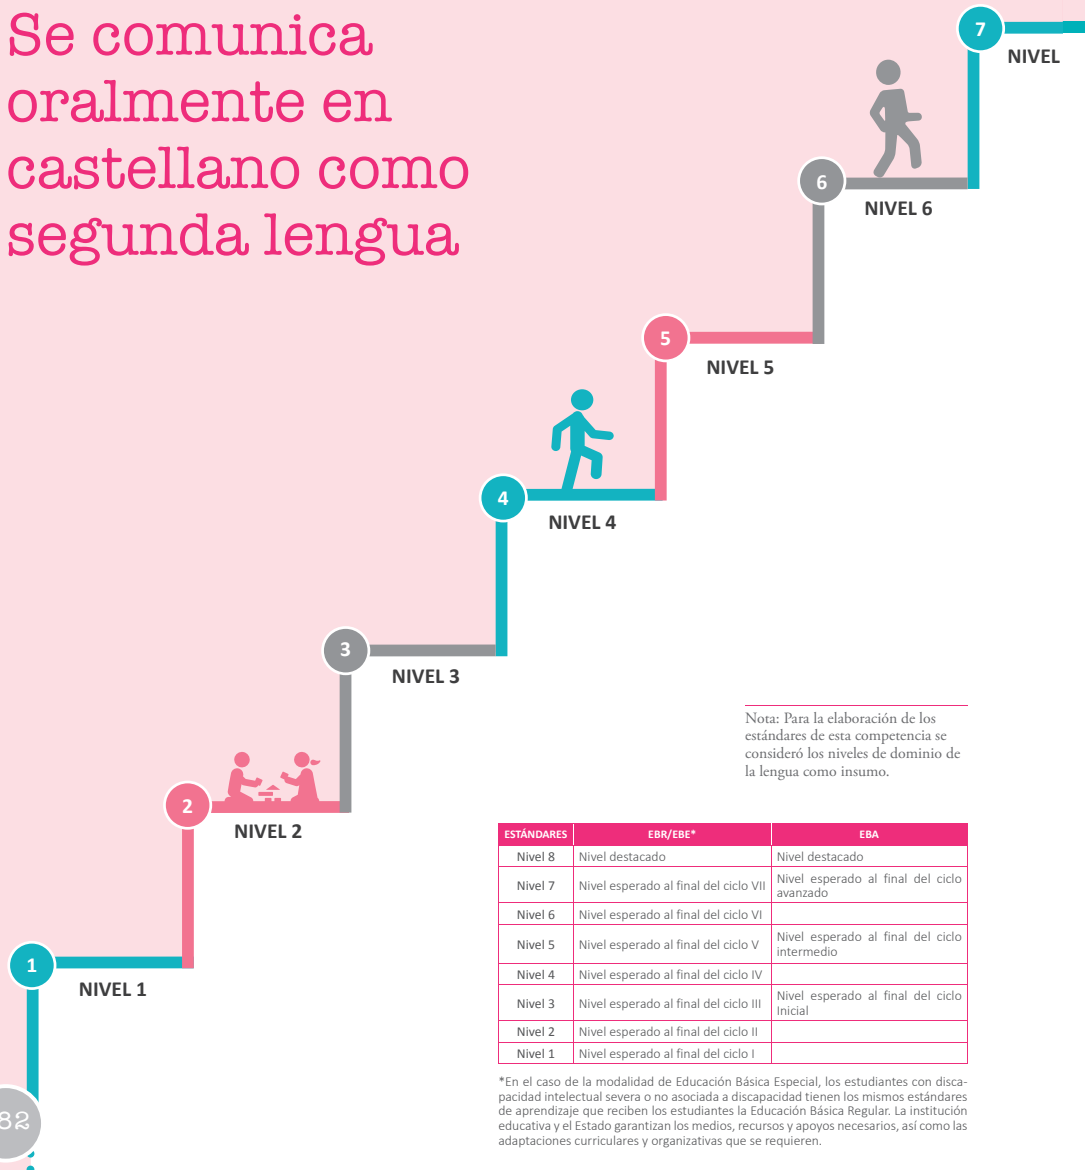 Se comunica
oralmente en
castellano como
segunda lengua
7
NIVEL
6
NIVEL 6
5
NIVEL 5
4
NIVEL 4
3
NIVEL 3
2
NIVEL 2
1
NIVEL 1
Nota: Para la elaboración de los
estándares de esta competencia se
consideró los niveles de dominio de
la lengua como insumo.
ESTÁNDARES EBR/EBE* EBA
Nivel 8 Nivel destacado Nivel destacado
Nivel 7 Nivel esperado al final del ciclo VII Nivel esperado al final del ciclo
avanzado
Nivel 6 Nivel esperado al final del ciclo VI
Nivel 5 Nivel esperado al final del ciclo V Nivel esperado al final del ciclo
intermedio
Nivel 4 Nivel esperado al final del ciclo IV
Nivel 3 Nivel esperado al final del ciclo III Nivel esperado al final del ciclo
Inicial
Nivel 2 Nivel esperado al final del ciclo II
Nivel 1 Nivel esperado al final del ciclo I
*En el caso de la modalidad de Educación Básica Especial, los estudiantes con disca-
pacidad intelectual severa o no asociada a discapacidad tienen los mismos estándares
de aprendizaje que reciben los estudiantes la Educación Básica Regular. La institución
educativa y el Estado garantizan los medios, recursos y apoyos necesarios, así como las
adaptaciones curriculares y organizativas que se requieren.
82